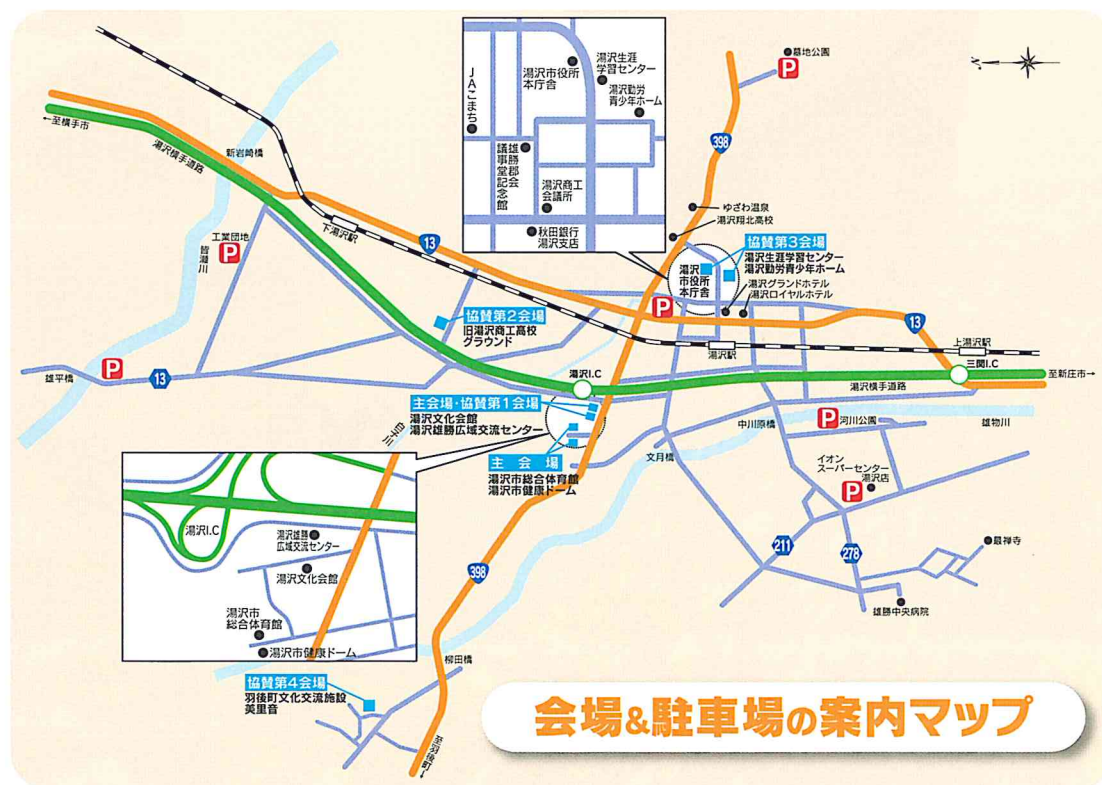 墓地公園
P
N
湯沢市役所
本庁舎
湯沢生涯
学習センター
湯沢勤労
青少年ホーム
JAこまち
雄勝郡会
議事堂記念館
湯沢商工
会議所
秋田銀行
湯沢支店
398
←至横手市
湯沢横手道路
新岩崎橋
下湯沢駅
13
工業団地
P
皆瀬川
ゆざわ温泉
湯沢翔北高校
協賛第3会場
湯沢生涯学習センター
湯沢勤労青少年ホーム
湯沢
市役所
本庁舎
湯沢グランドホテル
湯沢ロイヤルホテル
P
協賛第2会場
旧湯沢商工高校
グラウンド
13
上湯沢駅
湯沢駅
三関I.C
至新庄市→
湯沢横手道路
湯沢I.C
雄平橋
P
13
主会場・協賛第1会場
湯沢文化会館
湯沢雄勝広域交流センター
主会場
湯沢市総合体育館
湯沢市健康ドーム
白子川
文月橋
中川原橋
P
河川公園
雄物川
イオン
スーパーセンター
湯沢店
P
211
278
最禅寺
雄勝中央病院
湯沢I.C
湯沢雄勝
広域交流センター
湯沢文化会館
湯沢市
総合体育館
湯沢市健康ドーム
398
柳田橋
協賛第4会場
羽後町文化交流施設
美里音
至羽後町↓
会場&駐車場の案内マップ